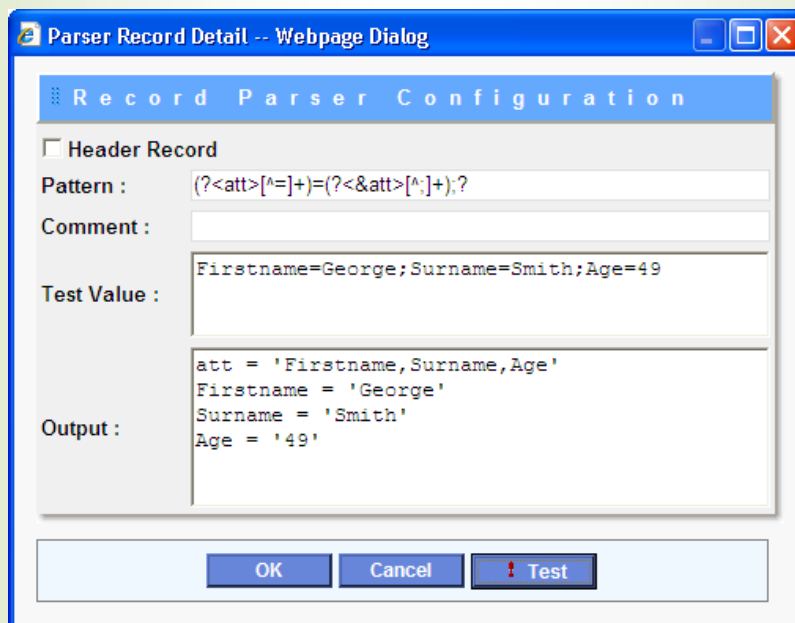 Parser Record Detail -- Webpage Dialog
Record Parser Configuration
Header Record
Pattern : (?<att>[^=]+)=(?<&att>[^;]+);?
Comment :
Test Value : Firstname=George;Surname=Smith;Age=49
Output :
att = 'Firstname,Surname,Age'
Firstname = 'George'
Surname = 'Smith'
Age = '49'
OK Cancel Test